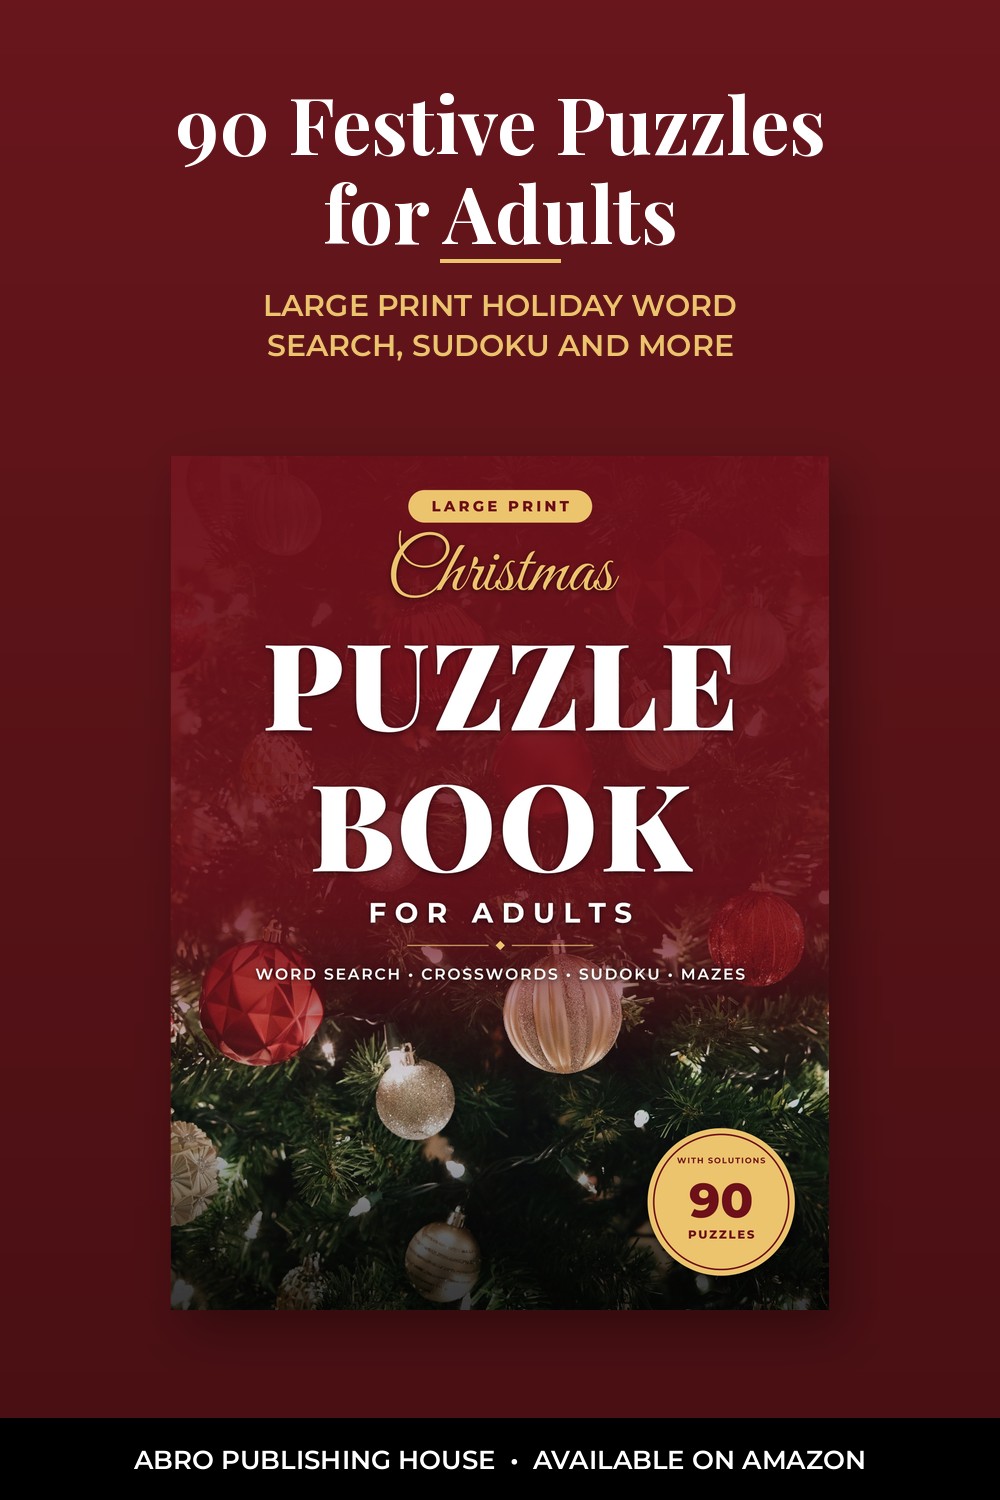 90 Festive Puzzles
for Adults
LARGE PRINT HOLIDAY WORD
SEARCH, SUDOKU AND MORE
LARGE PRINT
Christmas
PUZZLE
BOOK
FOR ADULTS
WORD SEARCH • CROSSWORDS • SUDOKU • MAZES
WITH SOLUTIONS
90
PUZZLES
ABRO PUBLISHING HOUSE • AVAILABLE ON AMAZON